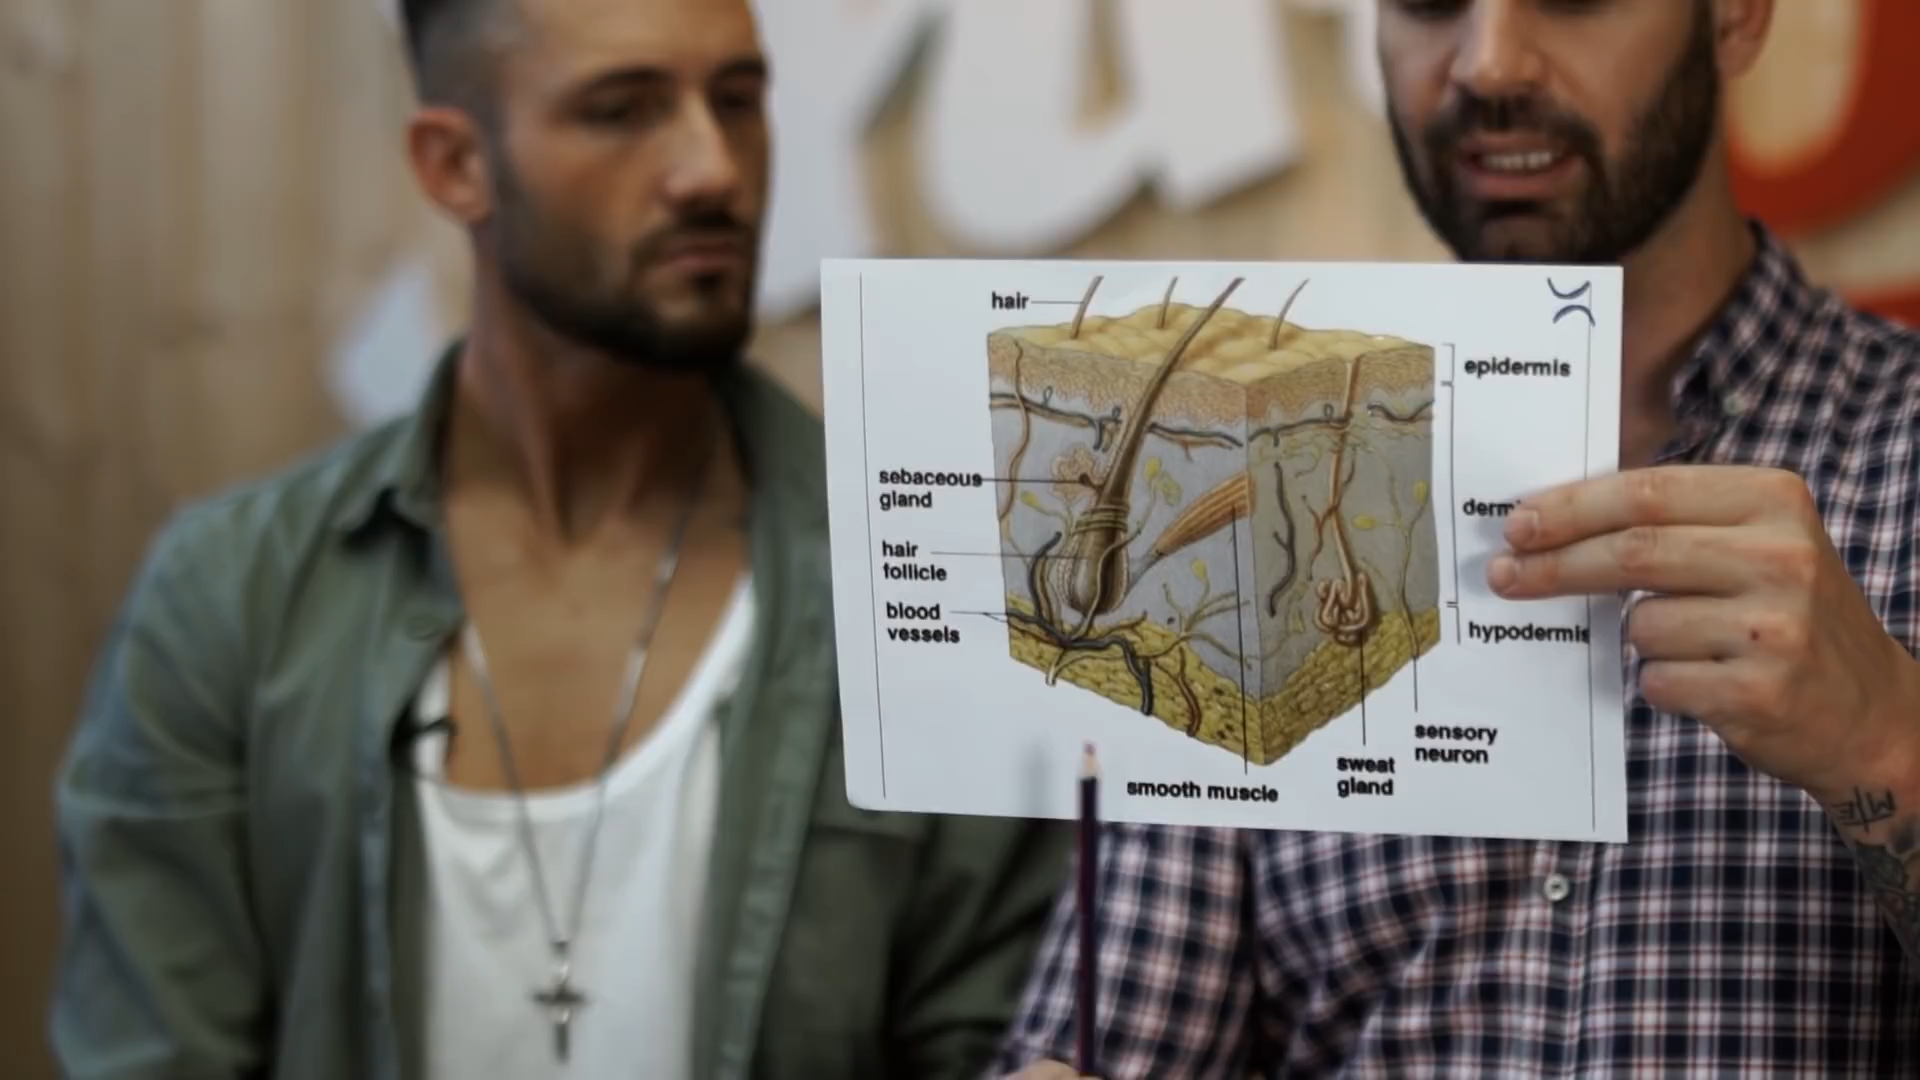 hair
epidermis
sebaceous
gland
hair
follicle
blood
vessels
hypodermis
sensory
neuron
sweat
gland
smooth muscle